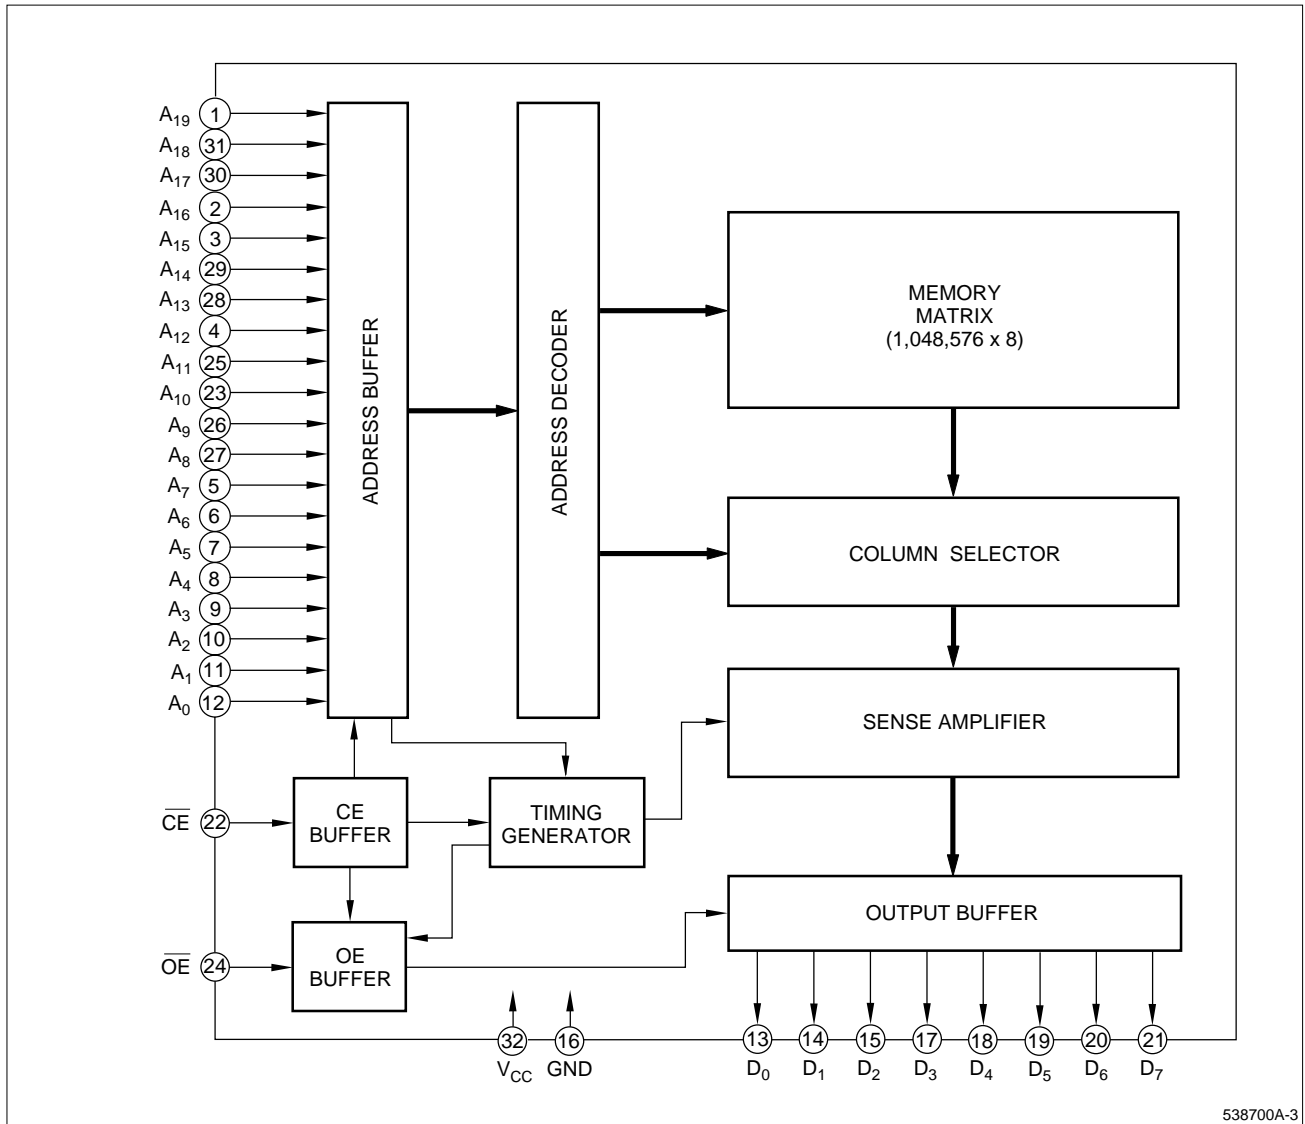 A19 1
A18 31
A17 30
A16 2
A15 3
A14 29
A13 28
A12 4
A11 25
A10 23
A9 26
A8 27
A7 5
A6 6
A5 7
A4 8
A3 9
A2 10
A1 11
A0 12
CE 22
OE 24
ADDRESS BUFFER
ADDRESS DECODER
MEMORY
MATRIX
(1,048,576 x 8)
COLUMN SELECTOR
SENSE AMPLIFIER
CE
BUFFER
TIMING
GENERATOR
OE
BUFFER
OUTPUT BUFFER
32 16 13 14 15 17 18 19 20 21
VCC GND D0 D1 D2 D3 D4 D5 D6 D7
538700A-3